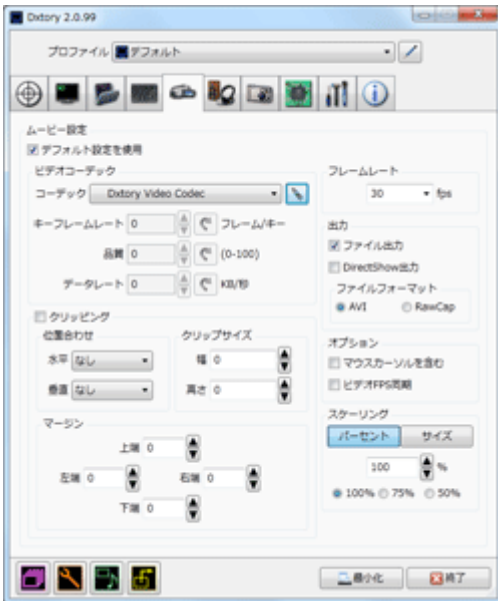 Dxtory 2.0.99
プロファイル デフォルト
ムービー設定
デフォルト設定を使用
ビデオコーデック
コーデック Dxtory Video Codec
キーフレームレート 0 フレーム/キー
品質 0 (0-100)
データレート 0 KB/秒
クリッピング
位置合わせ
水平 なし
垂直 なし
クリップサイズ
幅 0
高さ 0
マージン
上端 0
左端 0 右端 0
下端 0
フレームレート
30 fps
出力
ファイル出力
DirectShow出力
ファイルフォーマット
AVI RawCap
オプション
マウスカーソルを含む
ビデオFPS同期
スケーリング
パーセント サイズ
100 %
100% 75% 50%
最小化 終了